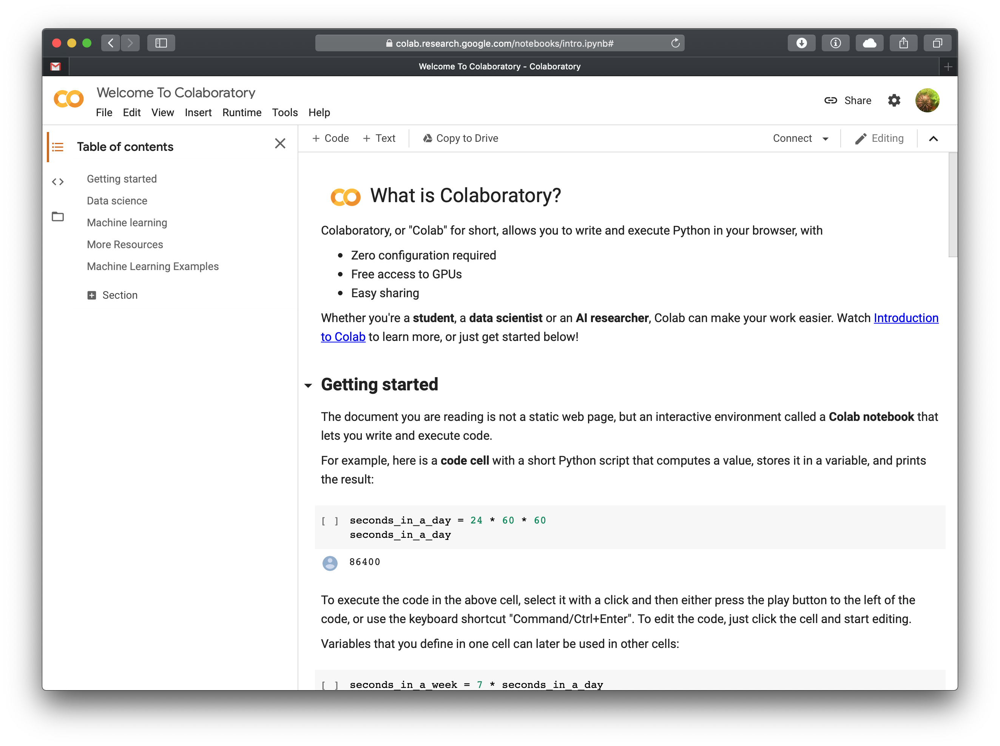 colab.research.google.com/notebooks/intro.ipynb#
Welcome To Colaboratory - Colaboratory
Welcome To Colaboratory
File Edit View Insert Runtime Tools Help
Share
Table of contents
Getting started
Data science
Machine learning
More Resources
Machine Learning Examples
Section
+ Code + Text Copy to Drive
Connect Editing
What is Colaboratory?
Colaboratory, or "Colab" for short, allows you to write and execute Python in your browser, with
• Zero configuration required
• Free access to GPUs
• Easy sharing
Whether you're a student, a data scientist or an AI researcher, Colab can make your work easier. Watch Introduction
to Colab to learn more, or just get started below!
Getting started
The document you are reading is not a static web page, but an interactive environment called a Colab notebook that
lets you write and execute code.
For example, here is a code cell with a short Python script that computes a value, stores it in a variable, and prints
the result:
[ ] seconds_in_a_day = 24 * 60 * 60
seconds_in_a_day
86400
To execute the code in the above cell, select it with a click and then either press the play button to the left of the
code, or use the keyboard shortcut "Command/Ctrl+Enter". To edit the code, just click the cell and start editing.
Variables that you define in one cell can later be used in other cells:
[ ] seconds_in_a_week = 7 * seconds_in_a_day